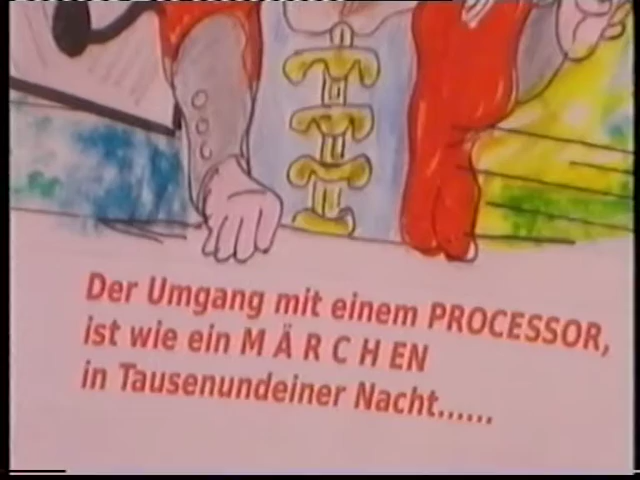 Der Umgang mit einem PROCESSOR,
ist wie ein M Ä R C H EN
in Tausenundeiner Nacht......